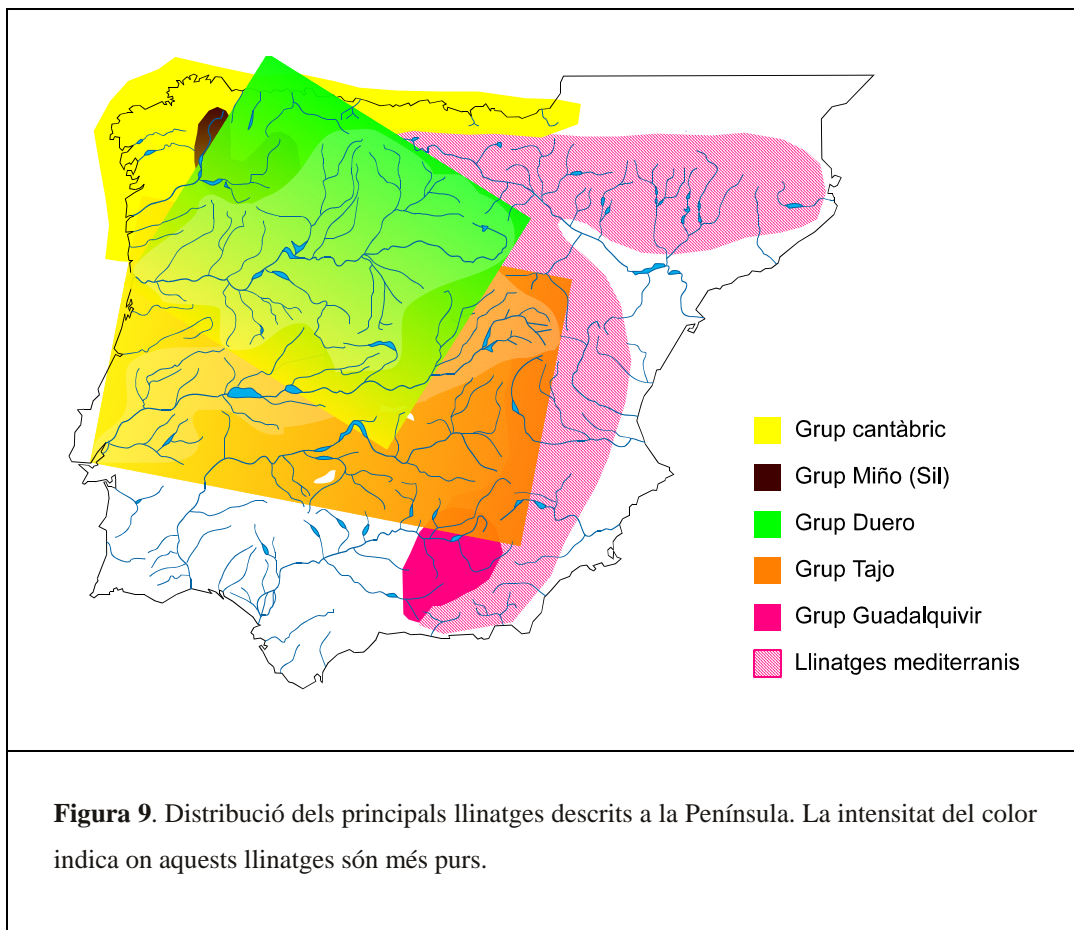 Grup cantàbric
Grup Miño (Sil)
Grup Duero
Grup Tajo
Grup Guadalquivir
Llinatges mediterranis
Figura 9. Distribució dels principals llinatges descrits a la Península. La intensitat del color
indica on aquests llinatges són més purs.